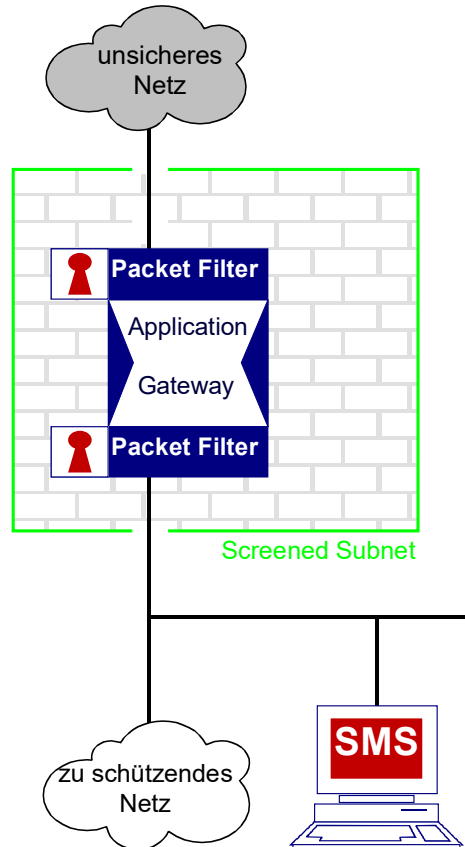 unsicheres
Netz
Packet Filter
Application
Gateway
Packet Filter
Screened Subnet
SMS
zu schützendes
Netz